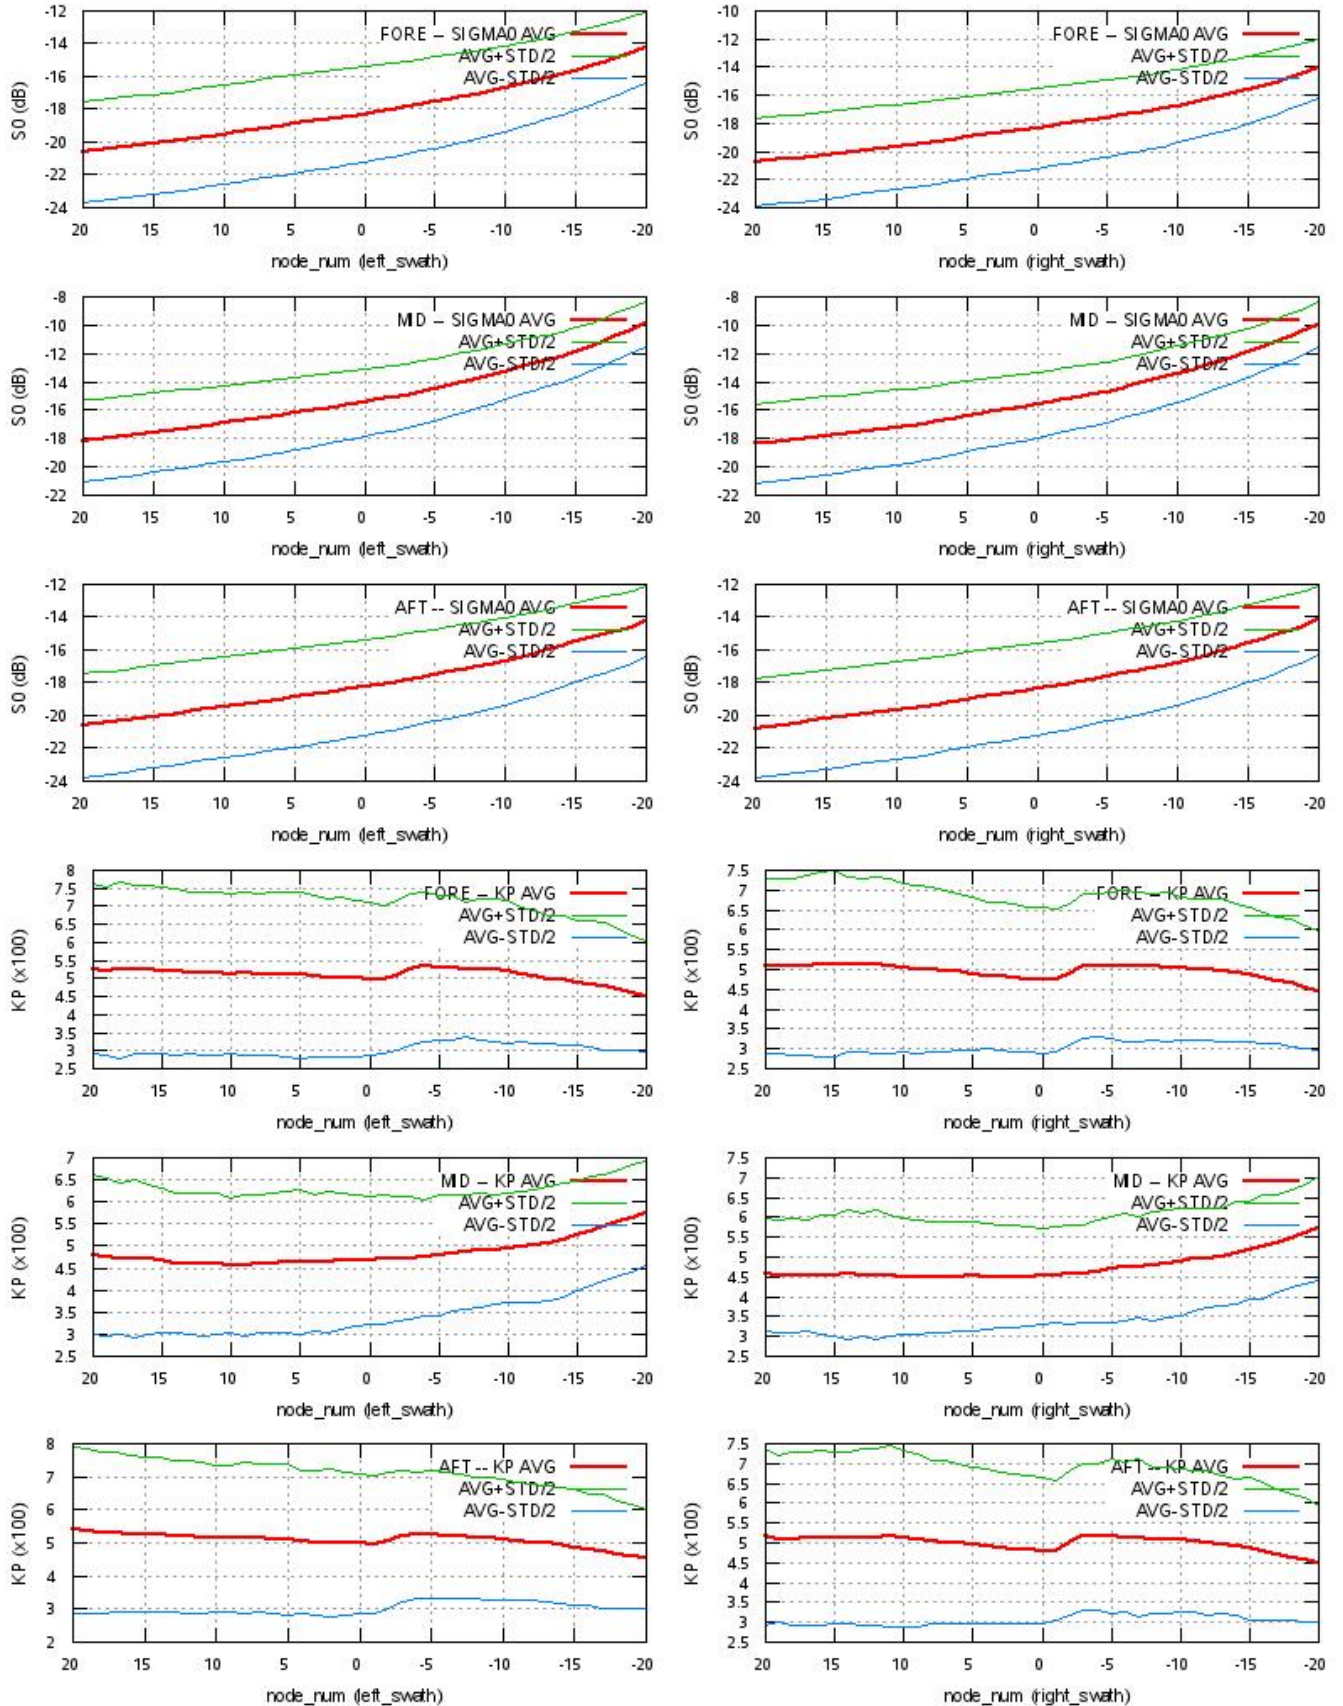 FORE -- SIGMA0 AVG
AVG+STD/2
AVG-STD/2
S0 (dB)
-12
-14
-16
-18
-20
-22
-24
20 15 10 5 0 -5 -10 -15 -20
node_num (left_swath)
FORE -- SIGMA0 AVG
AVG+STD/2
AVG-STD/2
S0 (dB)
-10
-12
-14
-16
-18
-20
-22
-24
20 15 10 5 0 -5 -10 -15 -20
node_num (right_swath)
MID -- SIGMA0 AVG
AVG+STD/2
AVG-STD/2
S0 (dB)
-8
-10
-12
-14
-16
-18
-20
-22
20 15 10 5 0 -5 -10 -15 -20
node_num (left_swath)
MID -- SIGMA0 AVG
AVG+STD/2
AVG-STD/2
S0 (dB)
-8
-10
-12
-14
-16
-18
-20
-22
20 15 10 5 0 -5 -10 -15 -20
node_num (right_swath)
AFT -- SIGMA0 AVG
AVG+STD/2
AVG-STD/2
S0 (dB)
-12
-14
-16
-18
-20
-22
-24
20 15 10 5 0 -5 -10 -15 -20
node_num (left_swath)
AFT -- SIGMA0 AVG
AVG+STD/2
AVG-STD/2
S0 (dB)
-12
-14
-16
-18
-20
-22
-24
20 15 10 5 0 -5 -10 -15 -20
node_num (right_swath)
FORE -- KP AVG
AVG+STD/2
AVG-STD/2
KP (x100)
8
7.5
7
6.5
6
5.5
5
4.5
4
3.5
3
2.5
20 15 10 5 0 -5 -10 -15 -20
node_num (left_swath)
FORE -- KP AVG
AVG+STD/2
AVG-STD/2
KP (x100)
7.5
7
6.5
6
5.5
5
4.5
4
3.5
3
2.5
20 15 10 5 0 -5 -10 -15 -20
node_num (right_swath)
MID -- KP AVG
AVG+STD/2
AVG-STD/2
KP (x100)
7
6.5
6
5.5
5
4.5
4
3.5
3
2.5
20 15 10 5 0 -5 -10 -15 -20
node_num (left_swath)
MID -- KP AVG
AVG+STD/2
AVG-STD/2
KP (x100)
7.5
7
6.5
6
5.5
5
4.5
4
3.5
3
2.5
20 15 10 5 0 -5 -10 -15 -20
node_num (right_swath)
AFT -- KP AVG
AVG+STD/2
AVG-STD/2
KP (x100)
8
7
6
5
4
3
2
20 15 10 5 0 -5 -10 -15 -20
node_num (left_swath)
AFT -- KP AVG
AVG+STD/2
AVG-STD/2
KP (x100)
7.5
7
6.5
6
5.5
5
4.5
4
3.5
3
2.5
20 15 10 5 0 -5 -10 -15 -20
node_num (right_swath)